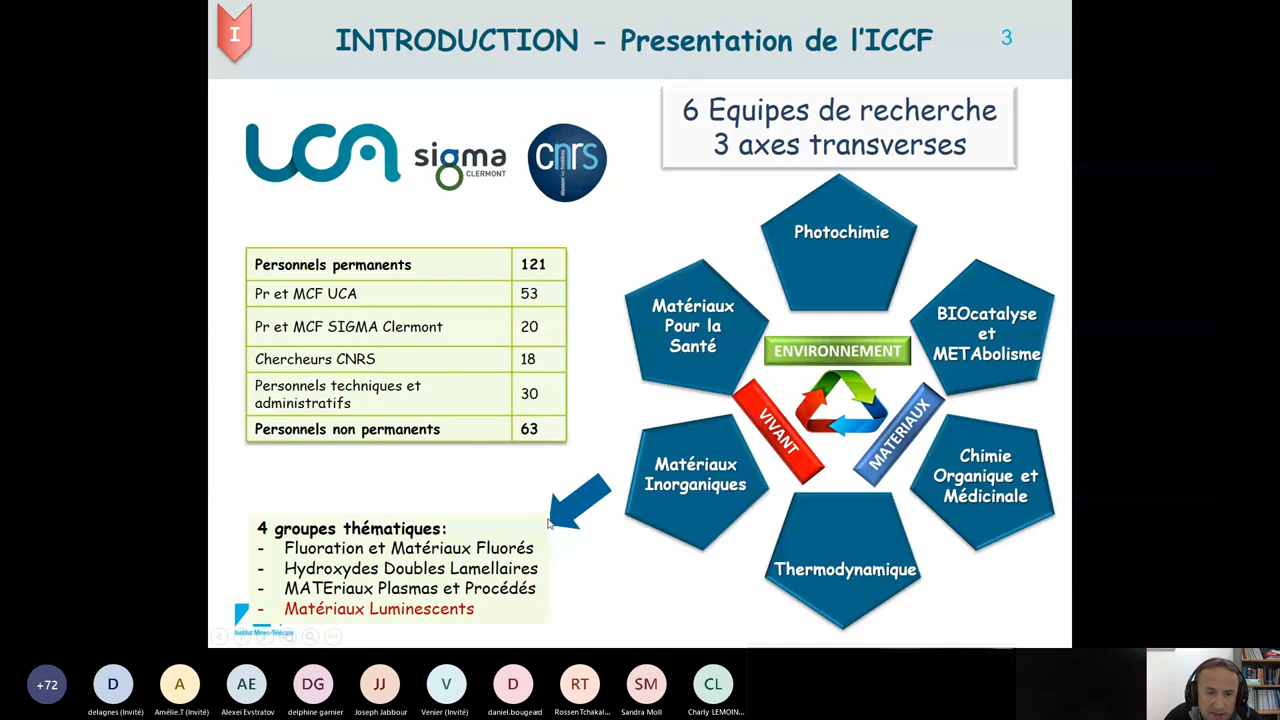 I
INTRODUCTION - Presentation de l'ICCF
3
UCA
sigma
CLERMONT
cnrs
dépasser les frontières
6 Equipes de recherche
3 axes transverses
Personnels permanents 121
Pr et MCF UCA 53
Pr et MCF SIGMA Clermont 20
Chercheurs CNRS 18
Personnels techniques et
administratifs 30
Personnels non permanents 63
Photochimie
Matériaux
Pour la
Santé
BIOcatalyse
et
METAbolisme
ENVIRONNEMENT
VIVANT
MATERIAUX
Matériaux
Inorganiques
Chimie
Organique et
Médicinale
Thermodynamique
4 groupes thématiques:
- Fluoration et Matériaux Fluorés
- Hydroxydes Doubles Lamellaires
- MATEriaux Plasmas et Procédés
- Matériaux Luminescents
Institut Mines-Télécom
+72
D
A
AE
DG
JJ
V
D
RT
SM
CL
delagnes (Invité)
Amélie.T (Invité)
Alexei Evstratov
delphine garnier
Joseph Jabbour
Venier (Invité)
daniel.bougeard
Rossen Tchakal...
Sandra Moll
Charly LEMOIN...